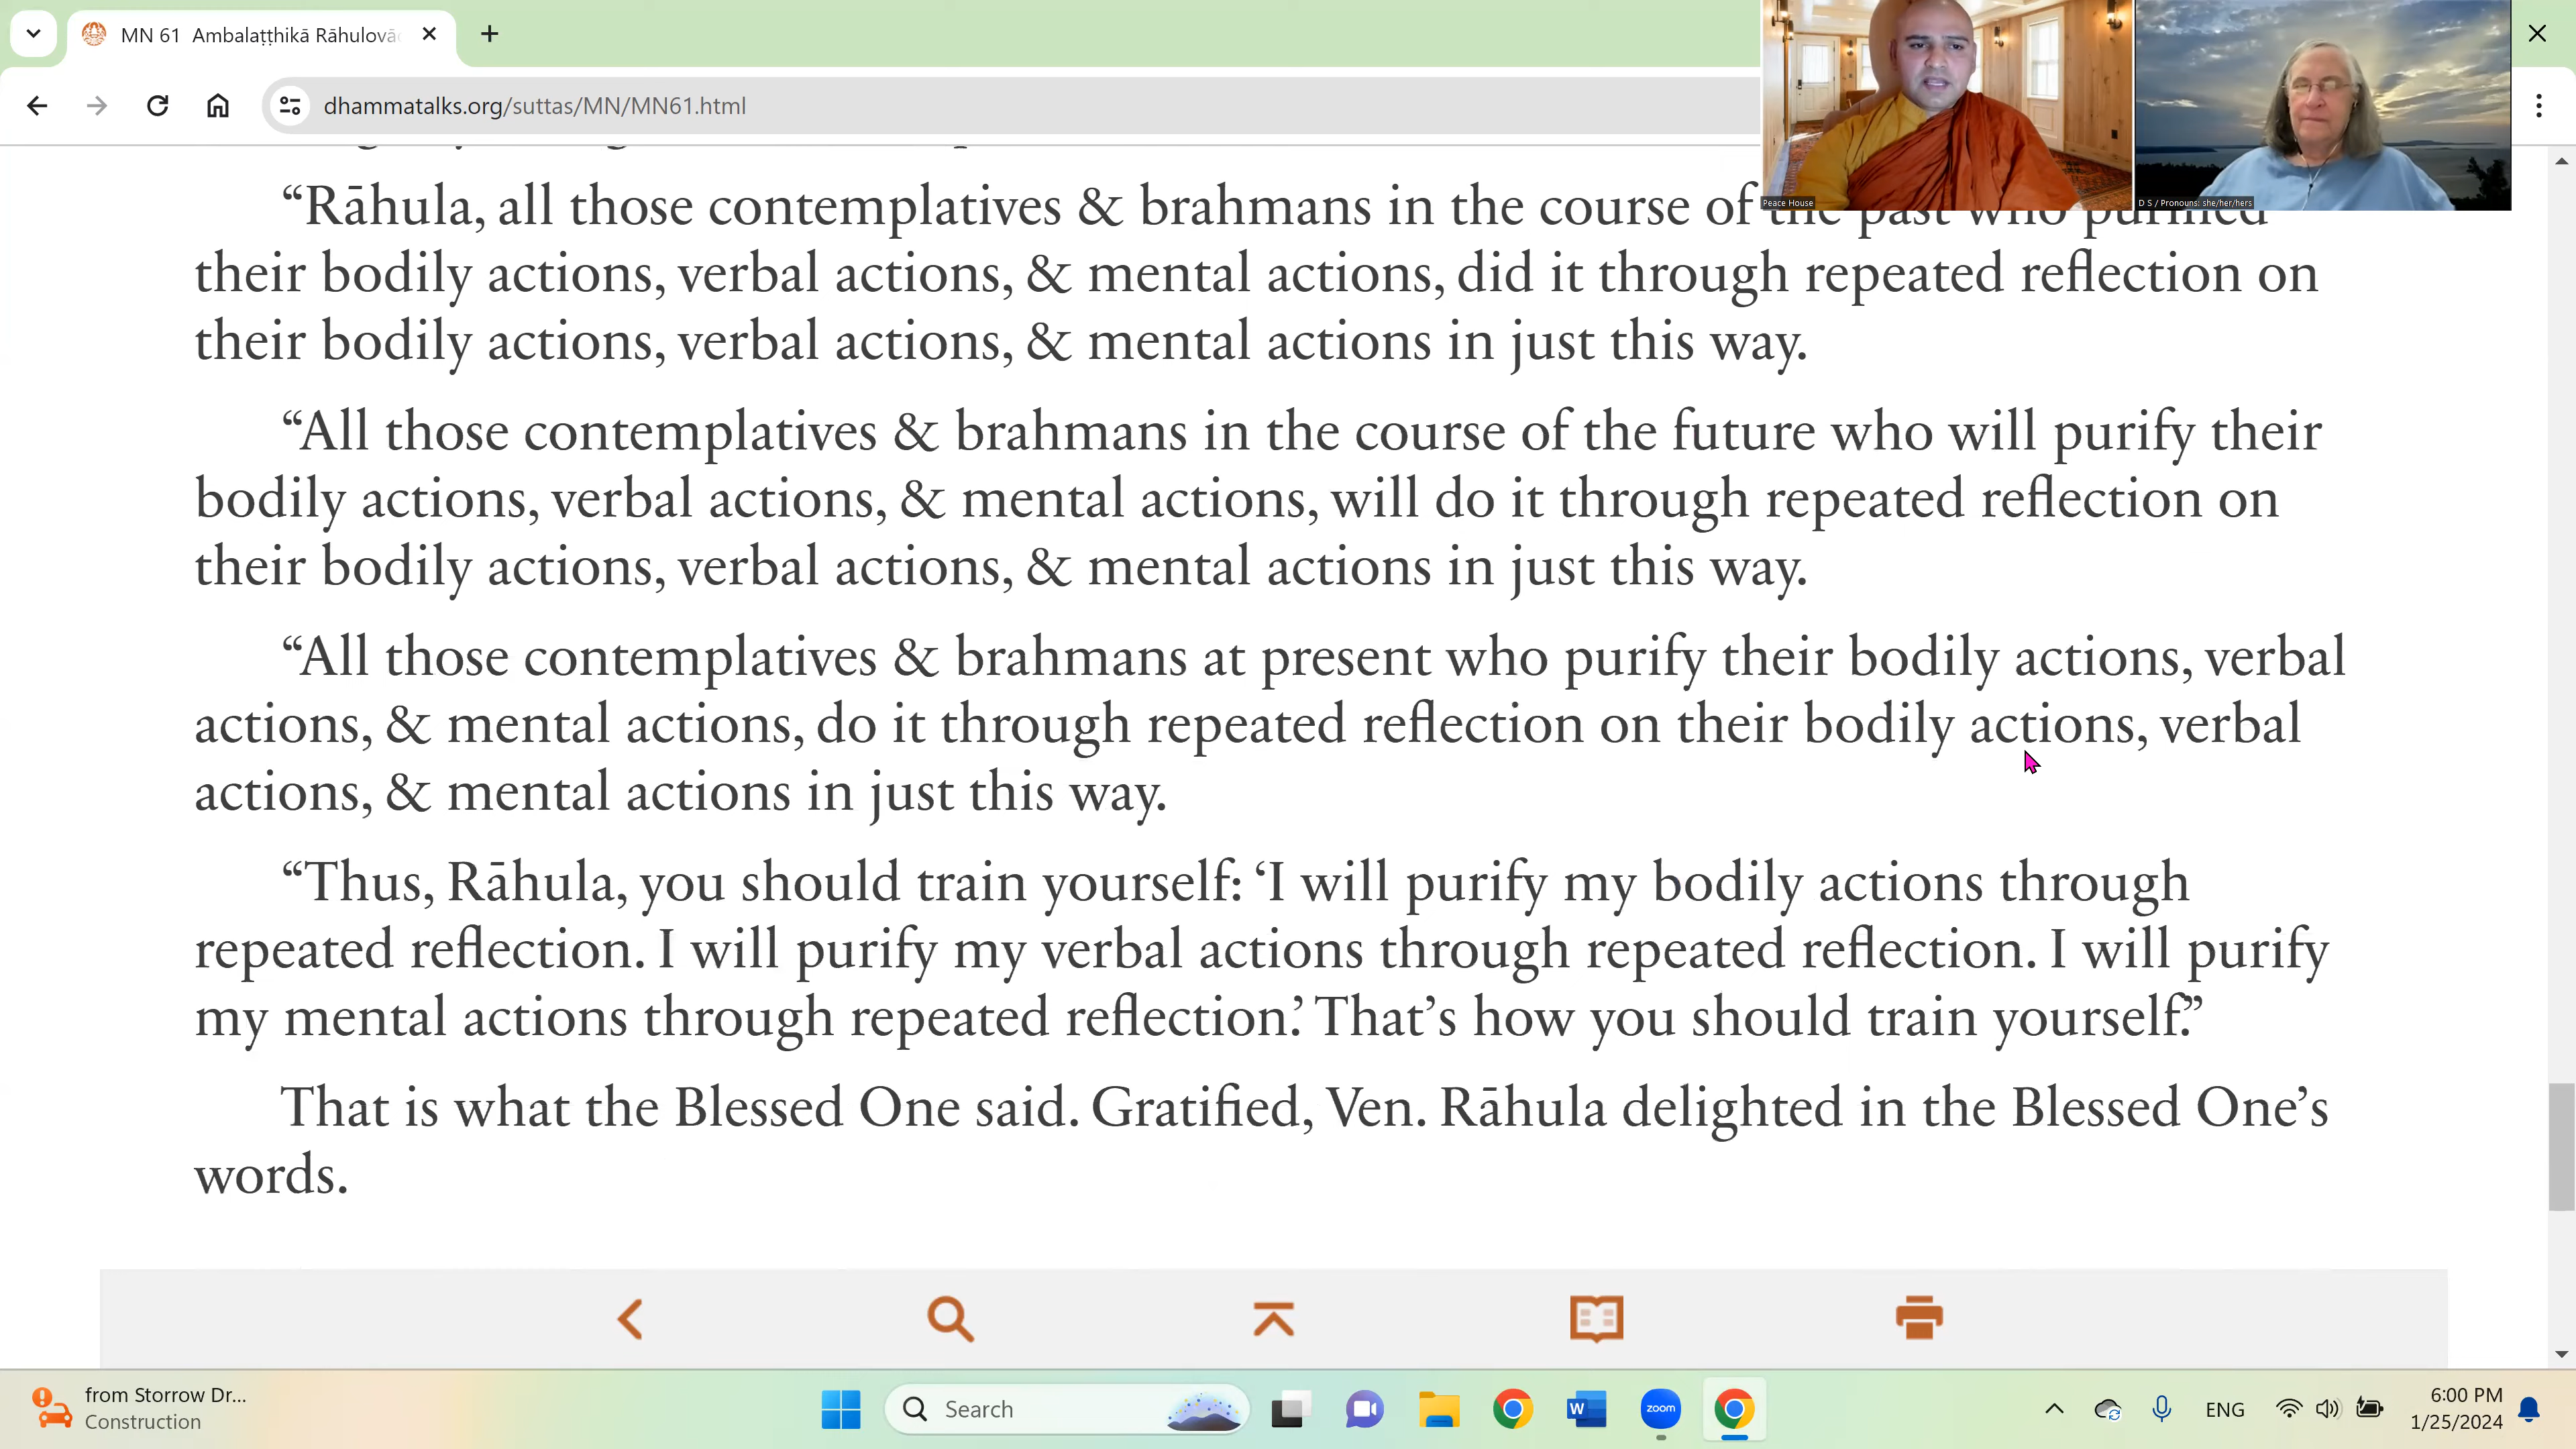 MN 61 Ambalaṭṭhikā Rāhulovā
dhammatalks.org/suttas/MN/MN61.html
Peace House
D S / Pronouns: she/her/hers
“Rāhula, all those contemplatives & brahmans in the course of the past who purified
their bodily actions, verbal actions, & mental actions, did it through repeated reflection on
their bodily actions, verbal actions, & mental actions in just this way.
“All those contemplatives & brahmans in the course of the future who will purify their
bodily actions, verbal actions, & mental actions, will do it through repeated reflection on
their bodily actions, verbal actions, & mental actions in just this way.
“All those contemplatives & brahmans at present who purify their bodily actions, verbal
actions, & mental actions, do it through repeated reflection on their bodily actions, verbal
actions, & mental actions in just this way.
“Thus, Rāhula, you should train yourself: ‘I will purify my bodily actions through
repeated reflection. I will purify my verbal actions through repeated reflection. I will purify
my mental actions through repeated reflection.’ That’s how you should train yourself.”
That is what the Blessed One said. Gratified, Ven. Rāhula delighted in the Blessed One’s
words.
from Storrow Dr...
Construction
Search
W
zoom
ENG
6:00 PM
1/25/2024